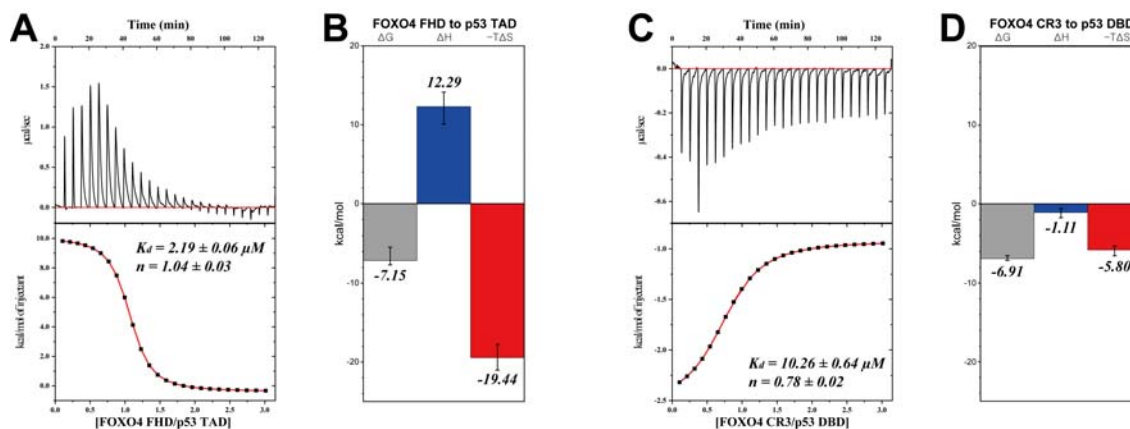 A
Time (min)
0 20 40 60 80 100 120
2.0
1.5
1.0
0.5
0.0
µcal/sec
10.0
8.0
6.0
4.0
2.0
0.0
kcal/mol of injectant
Kd = 2.19 ± 0.06 µM
n = 1.04 ± 0.03
0.0 0.5 1.0 1.5 2.0 2.5 3.0
[FOXO4 FHD/p53 TAD]
B
FOXO4 FHD to p53 TAD
ΔG ΔH −TΔS
20
10
0
-10
-20
kcal/mol
12.29
-7.15
-19.44
C
Time (min)
0 20 40 60 80 100 120
0.0
-0.2
-0.4
-0.6
µcal/sec
-1.0
-1.5
-2.0
-2.5
kcal/mol of injectant
Kd = 10.26 ± 0.64 µM
n = 0.78 ± 0.02
0.0 0.5 1.0 1.5 2.0 2.5 3.0
[FOXO4 CR3/p53 DBD]
D
FOXO4 CR3 to p53 DBD
ΔG ΔH −TΔS
20
10
0
-10
-20
kcal/mol
-1.11
-6.91
-5.80